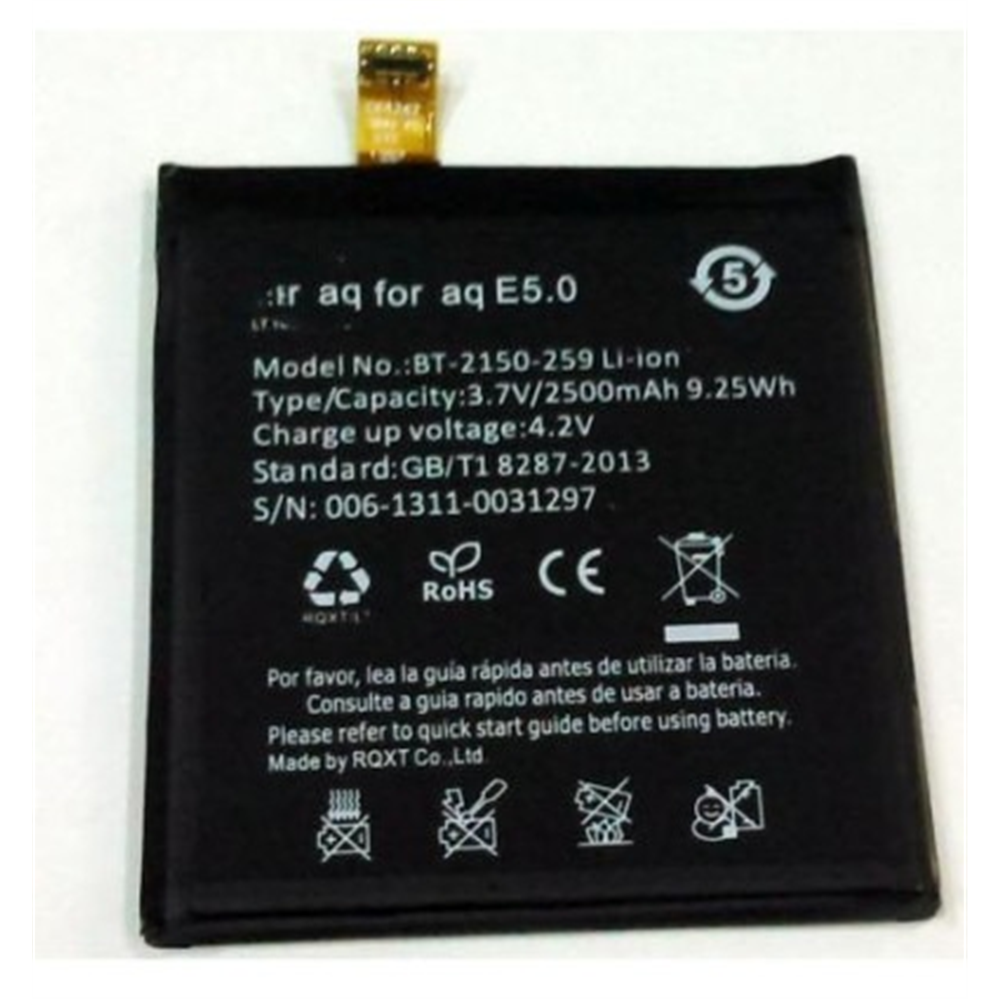 aq for aq E5.0
5
Model No.:BT-2150-259 Li-ion
Type/Capacity:3.7V/2500mAh 9.25Wh
Charge up voltage:4.2V
Standard:GB/T1 8287-2013
S/N: 006-1311-0031297
RoHS
CE
Por favor, lea la guía rápida antes de utilizar la batería.
Consulte a guia rapido antes de usar a bateria.
Please refer to quick start guide before using battery.
Made by RQXT Co.,Ltd